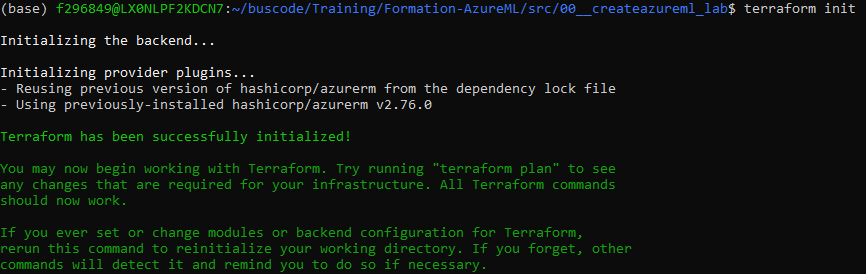 (base) f296849@LX0NLPF2KDCN7:~/buscode/Training/Formation-AzureML/src/00__createazureml_lab$ terraform init
Initializing the backend...
Initializing provider plugins...
- Reusing previous version of hashicorp/azurerm from the dependency lock file
- Using previously-installed hashicorp/azurerm v2.76.0
Terraform has been successfully initialized!
You may now begin working with Terraform. Try running "terraform plan" to see
any changes that are required for your infrastructure. All Terraform commands
should now work.
If you ever set or change modules or backend configuration for Terraform,
rerun this command to reinitialize your working directory. If you forget, other
commands will detect it and remind you to do so if necessary.